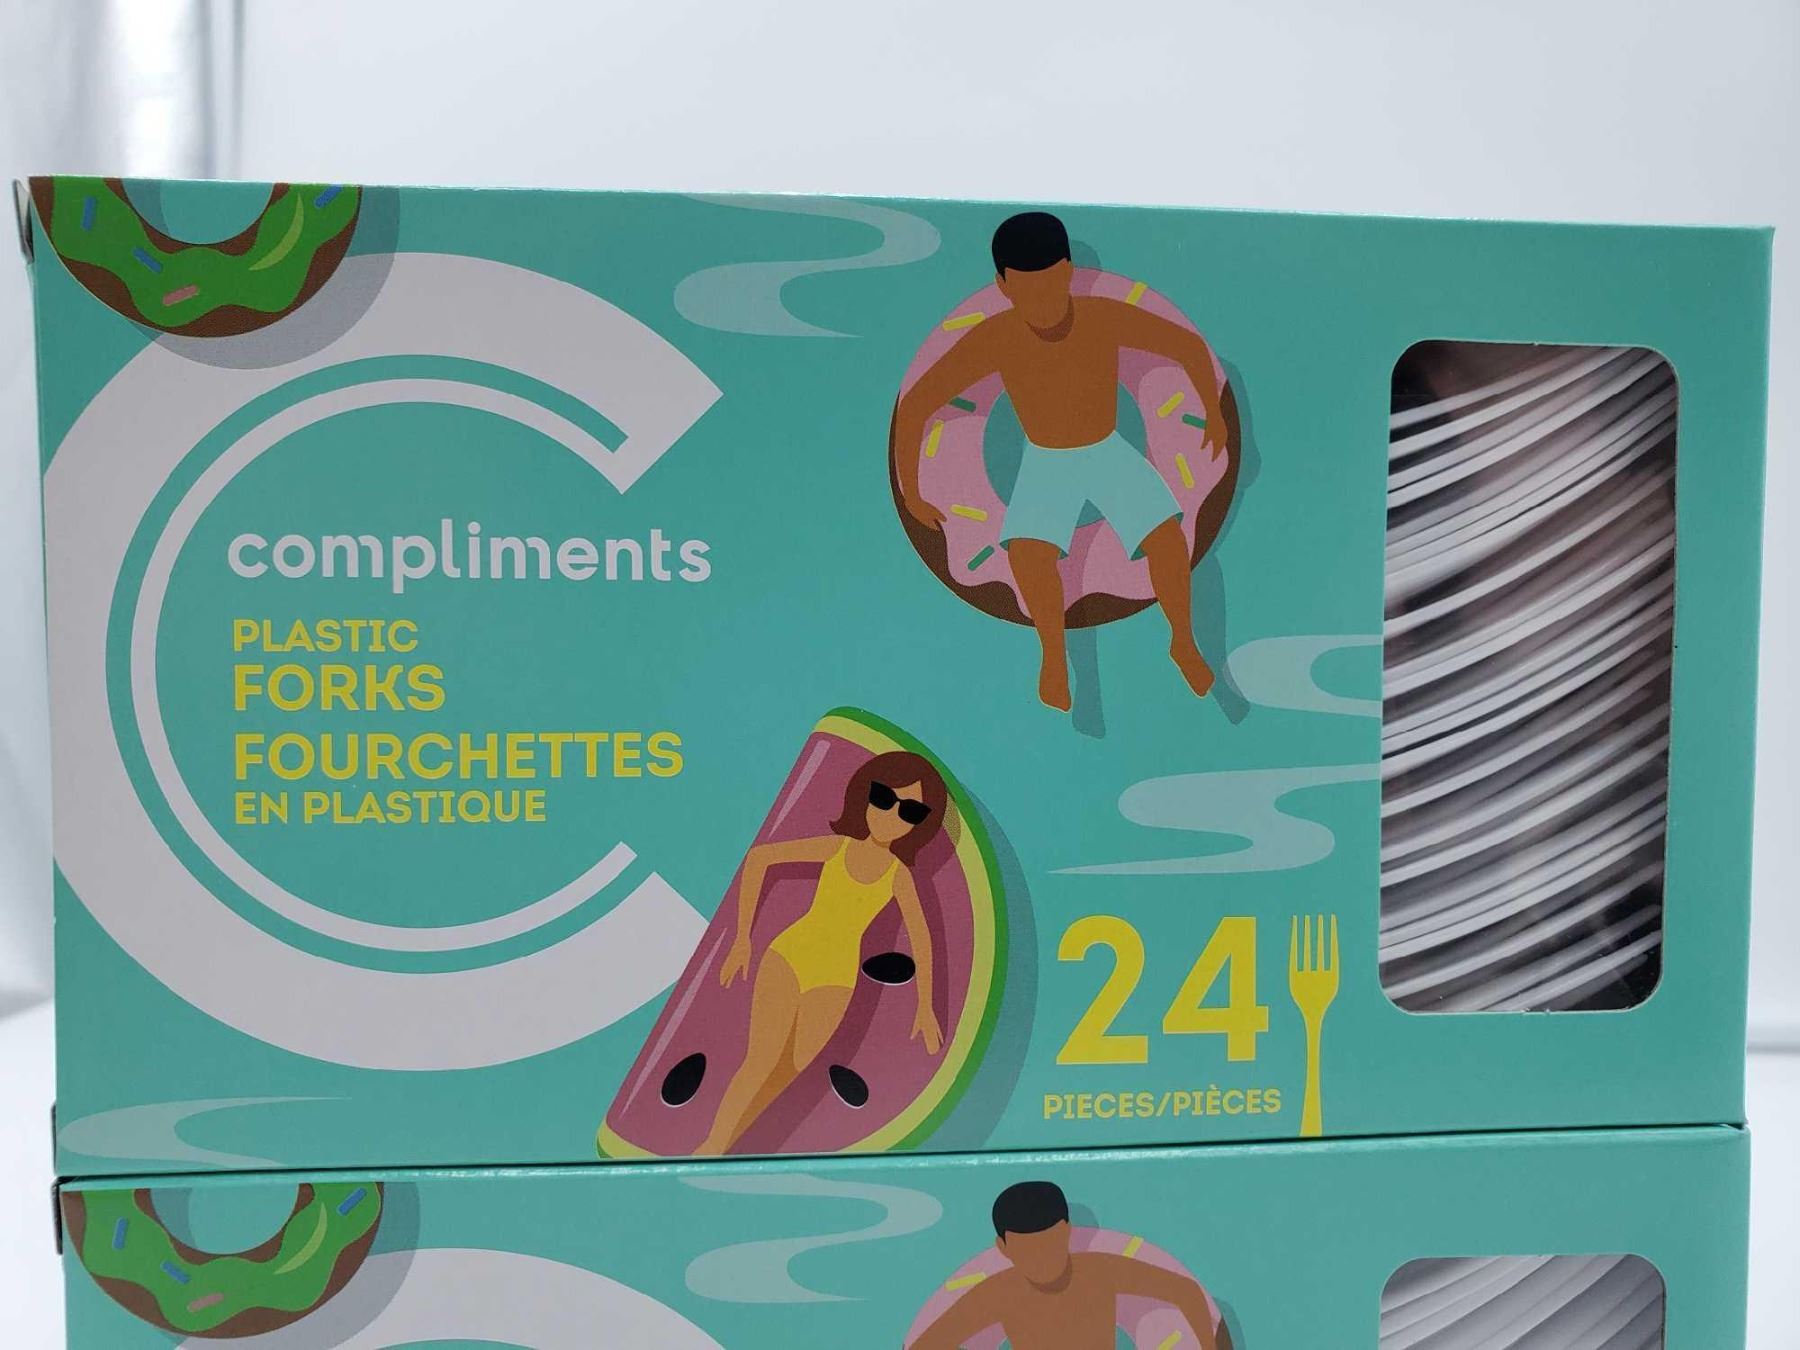 compliments
PLASTIC
FORKS
FOURCHETTES
EN PLASTIQUE
24
PIECES/PIÈCES